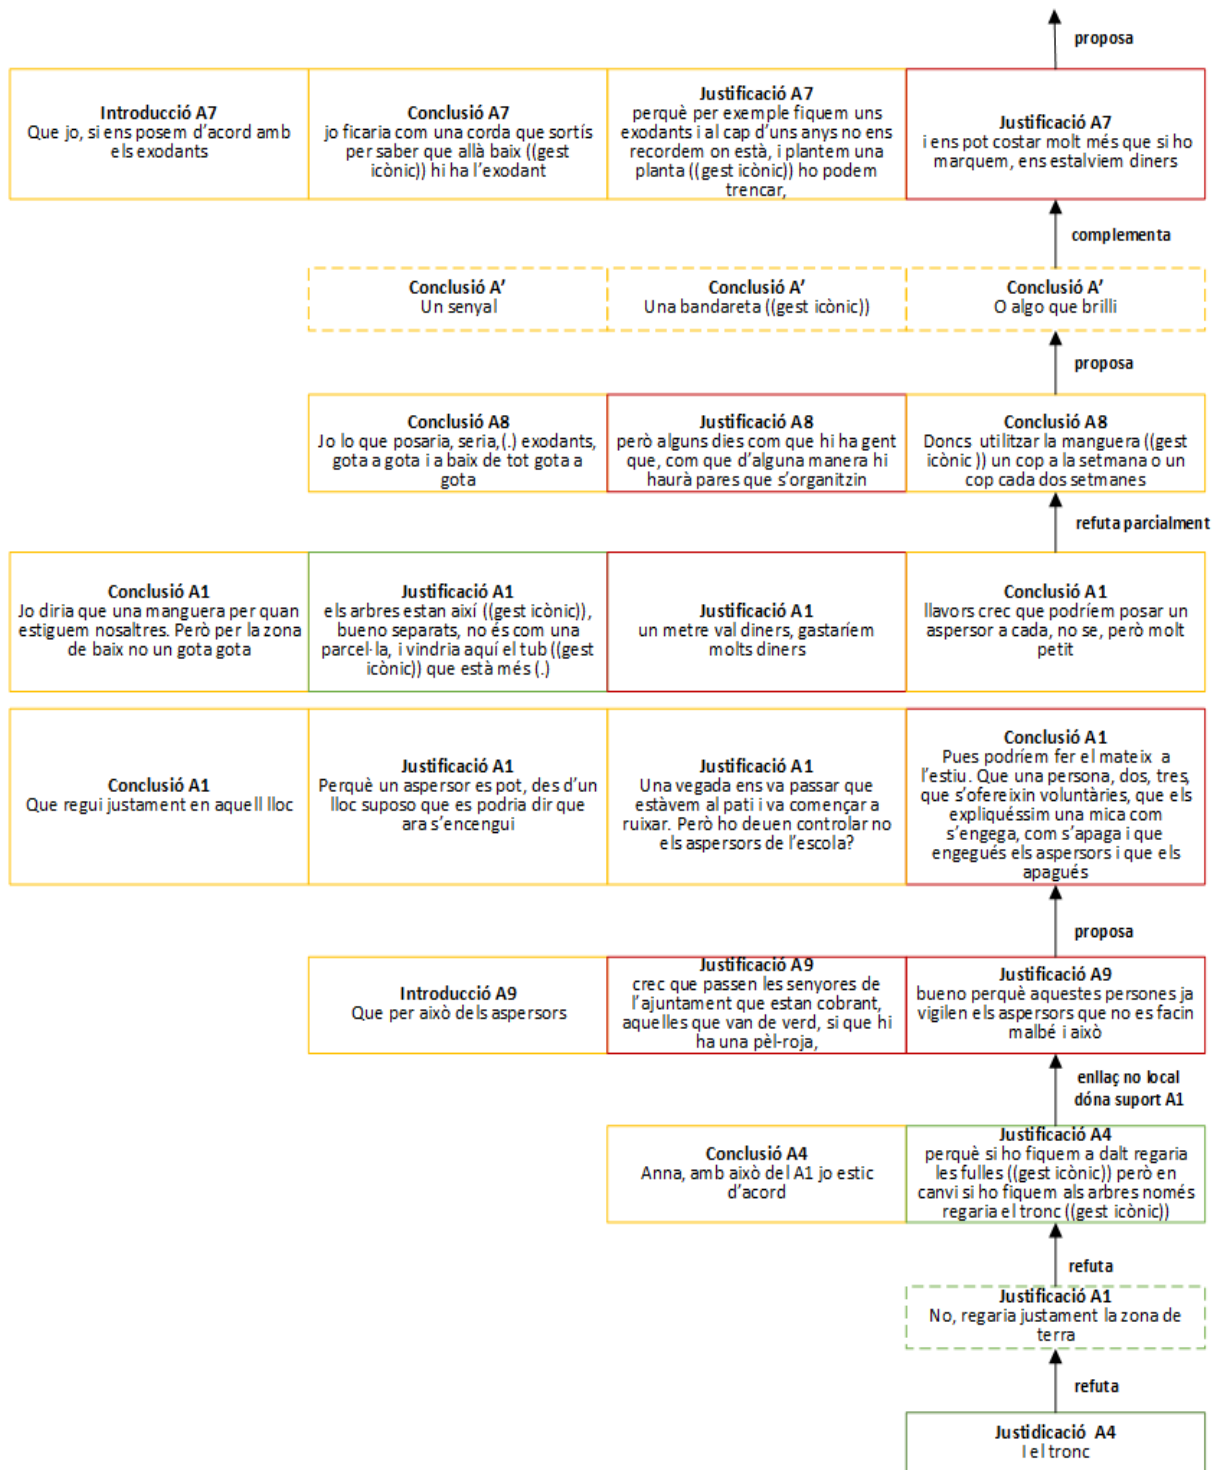 proposa
Introducció A7
Que jo, si ens posem d'acord amb
els exodants
Conclusió A7
jo ficaria com una corda que sortís
per saber que allà baix ((gest
icònic)) hi ha l'exodant
Justificació A7
perquè per exemple fiquem uns
exodants i al cap d'uns anys no ens
recordem on està, i plantem una
planta ((gest icònic)) ho podem
trencar,
Justificació A7
i ens pot costar molt més que si ho
marquem, ens estalviem diners
complementa
Conclusió A'
Un senyal
Conclusió A'
Una bandareta ((gest icònic))
Conclusió A'
O algo que brilli
proposa
Conclusió A8
Jo lo que posaria, seria,(.) exodants,
gota a gota i a baix de tot gota a
gota
Justificació A8
però alguns dies com que hi ha gent
que, com que d'alguna manera hi
haurà pares que s'organitzin
Conclusió A8
Doncs utilitzar la manguera ((gest
icònic )) un cop a la setmana o un
cop cada dos setmanes
refuta parcialment
Conclusió A1
Jo diria que una manguera per quan
estiguem nosaltres. Però per la zona
de baix no un gota gota
Justificació A1
els arbres estan així ((gest icònic)),
bueno separats, no és com una
parcel·la, i vindria aquí el tub ((gest
icònic)) que està més (.)
Justificació A1
un metre val diners, gastaríem
molts diners
Conclusió A1
llavors crec que podríem posar un
aspersor a cada, no se, però molt
petit
Conclusió A1
Que regui justament en aquell lloc
Justificació A1
Perquè un aspersor es pot, des d'un
lloc suposo que es podria dir que
ara s'encengui
Justificació A1
Una vegada ens va passar que
estàvem al pati i va començar a
ruixar. Però ho deuen controlar no
els aspersors de l'escola?
Conclusió A1
Pues podríem fer el mateix a
l'estiu. Que una persona, dos, tres,
que s'ofereixin voluntàries, que els
expliquéssim una mica com
s'engega, com s'apaga i que
engegués els aspersors i que els
apagués
proposa
Introducció A9
Que per això dels aspersors
Justificació A9
crec que passen les senyores de
l'ajuntament que estan cobrant,
aquelles que van de verd, si que hi
ha una pèl-roja,
Justificació A9
bueno perquè aquestes persones ja
vigilen els aspersors que no es facin
malbé i això
enllaç no local
dóna suport A1
Conclusió A4
Anna, amb això del A1 jo estic
d'acord
Justificació A4
perquè si ho fiquem a dalt regaria
les fulles ((gest icònic)) però en
canvi si ho fiquem als arbres només
regaria el tronc ((gest icònic))
refuta
Justificació A1
No, regaria justament la zona de
terra
refuta
Justidicació A4
I el tronc